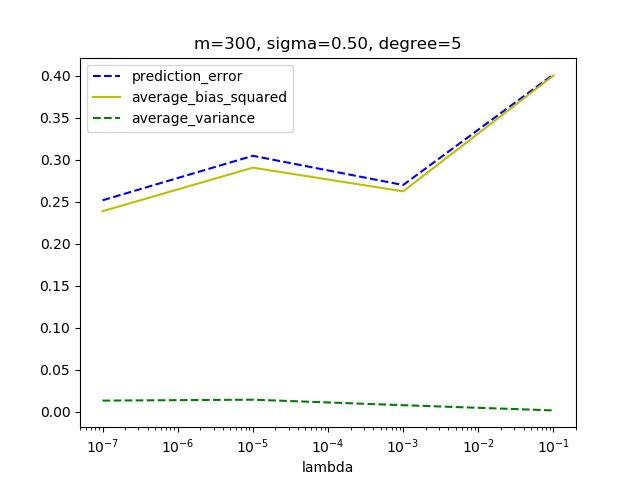 m=300, sigma=0.50, degree=5
prediction_error
average_bias_squared
average_variance
0.40
0.35
0.30
0.25
0.20
0.15
0.10
0.05
0.00
10⁻⁷ 10⁻⁶ 10⁻⁵ 10⁻⁴ 10⁻³ 10⁻² 10⁻¹
lambda